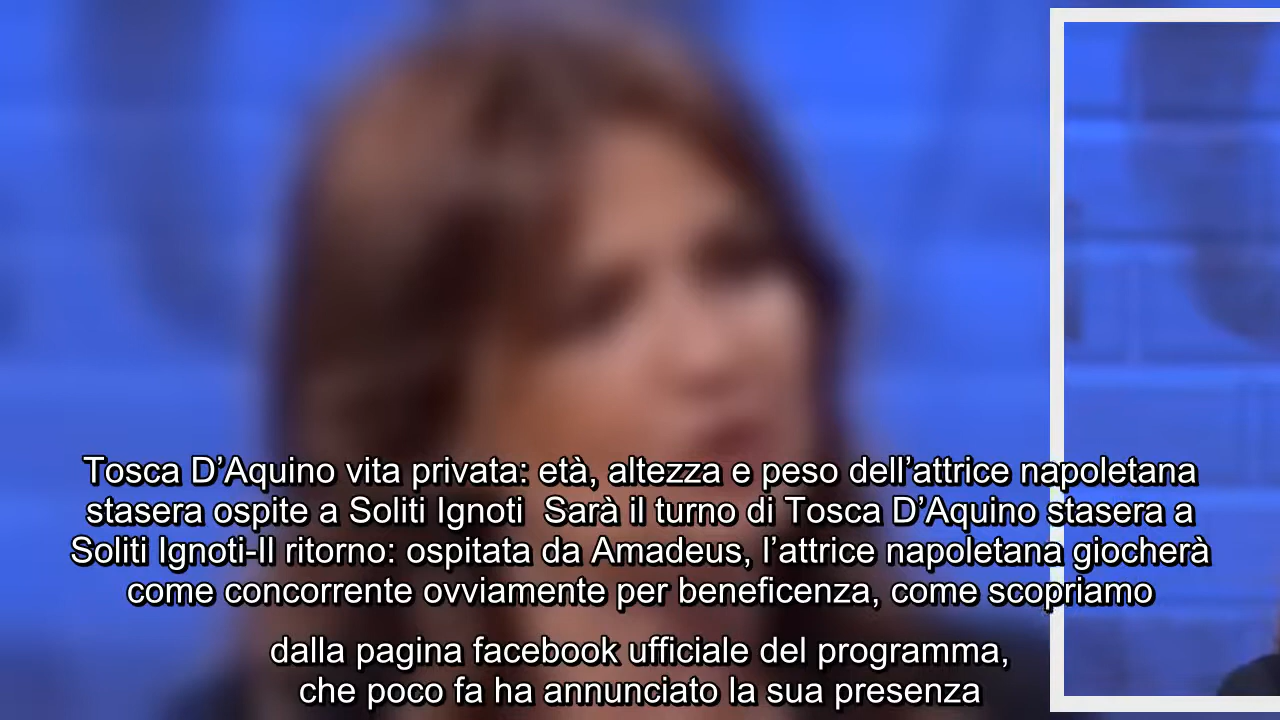 Tosca D’Aquino vita privata: età, altezza e peso dell’attrice napoletana
stasera ospite a Soliti Ignoti  Sarà il turno di Tosca D’Aquino stasera a
Soliti Ignoti-Il ritorno: ospitata da Amadeus, l’attrice napoletana giocherà
come concorrente ovviamente per beneficenza, come scopriamo
dalla pagina facebook ufficiale del programma,
che poco fa ha annunciato la sua presenza